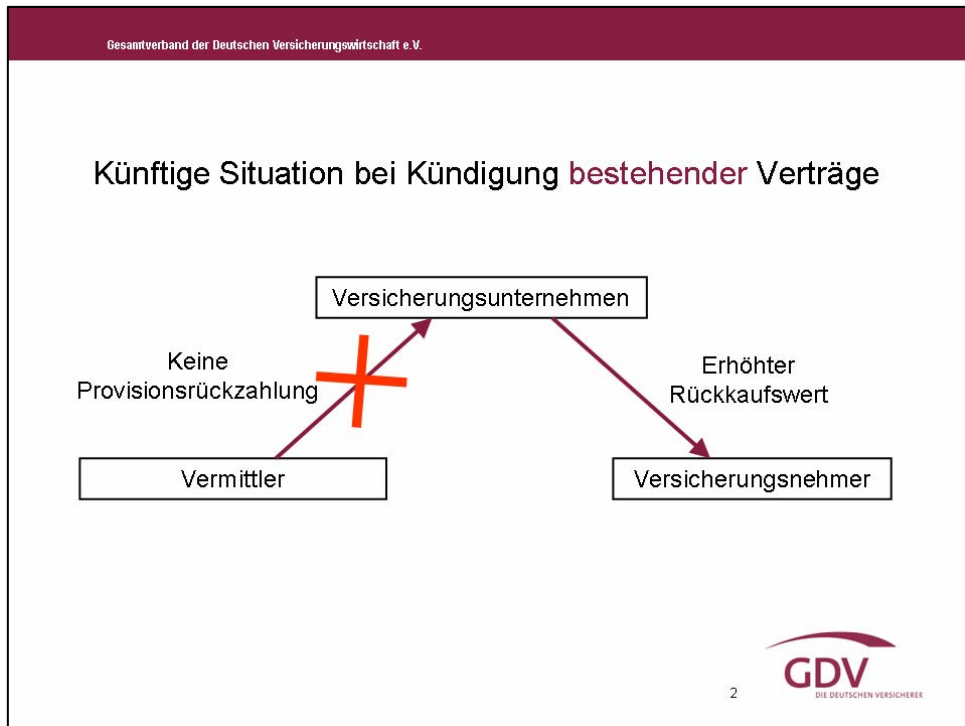 Gesamtverband der Deutschen Versicherungswirtschaft e.V.
Künftige Situation bei Kündigung bestehender Verträge
Versicherungsunternehmen
Keine
Provisionsrückzahlung
Erhöhter
Rückkaufswert
Vermittler
Versicherungsnehmer
GDV
DIE DEUTSCHEN VERSICHERER
2